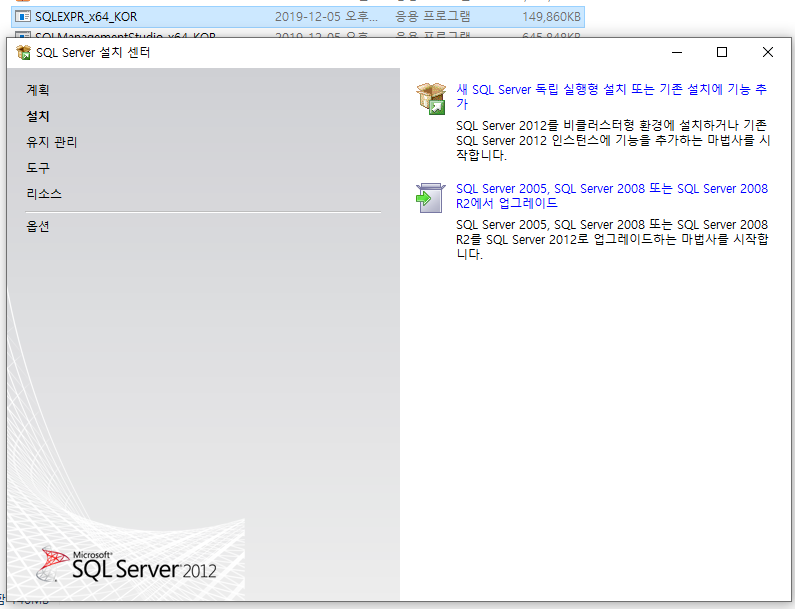 SQLEXPR_x64_KOR 2019-12-05 오후... 응용 프로그램 149,860KB
SQLManagementStudio_x64_KOR 2019-12-05 오후... 응용 프로그램 645,848KB
SQL Server 설치 센터
계획
설치
유지 관리
도구
리소스
옵션
새 SQL Server 독립 실행형 설치 또는 기존 설치에 기능 추
가
SQL Server 2012를 비클러스터형 환경에 설치하거나 기존
SQL Server 2012 인스턴스에 기능을 추가하는 마법사를 시
작합니다.
SQL Server 2005, SQL Server 2008 또는 SQL Server 2008
R2에서 업그레이드
SQL Server 2005, SQL Server 2008 또는 SQL Server 2008
R2를 SQL Server 2012로 업그레이드하는 마법사를 시작합
니다.
Microsoft®
SQL Server 2012